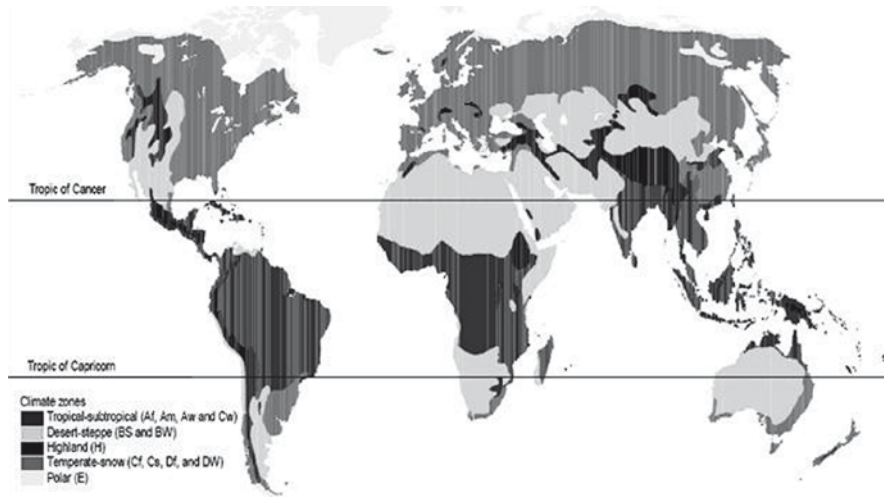 Tropic of Cancer
Tropic of Capricorn
Climate zones
Tropical-subtropical (Af, Am, Aw and Cw)
Desert-steppe (BS and BW)
Highland (H)
Temperate-snow (Cf, Cs, Df, and DW)
Polar (E)